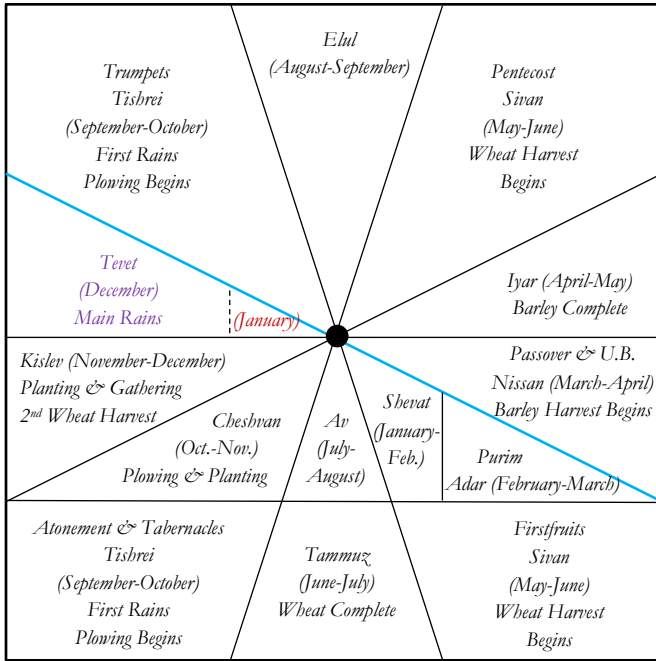 Trumpets
Tishrei
(September-October)
First Rains
Plowing Begins
Elul
(August-September)
Pentecost
Sivan
(May-June)
Wheat Harvest
Begins
Tevet
(December)
Main Rains
(January)
Iyar (April-May)
Barley Complete
Kislev (November-December)
Planting & Gathering
2nd Wheat Harvest
Cheshvan
(Oct.-Nov.)
Plowing & Planting
Av
(July-
August)
Shevat
(January-
Feb.)
Passover & U.B.
Nissan (March-April)
Barley Harvest Begins
Purim
Adar (February-March)
Atonement & Tabernacles
Tishrei
(September-October)
First Rains
Plowing Begins
Tammuz
(June-July)
Wheat Complete
Firstfruits
Sivan
(May-June)
Wheat Harvest
Begins